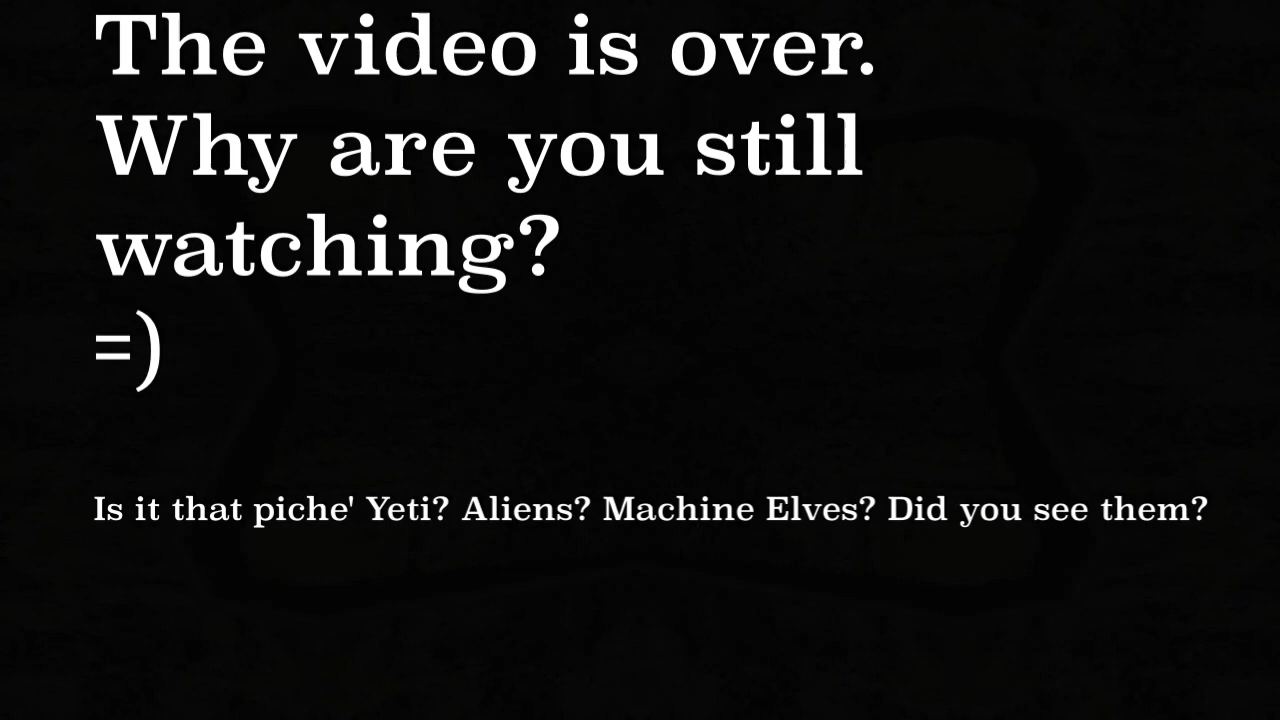 The video is over.
Why are you still
watching?
=)
Is it that piche' Yeti? Aliens? Machine Elves? Did you see them?